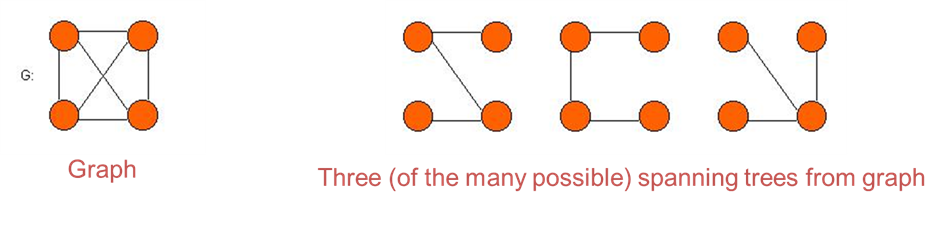 G:
Graph
Three (of the many possible) spanning trees from graph